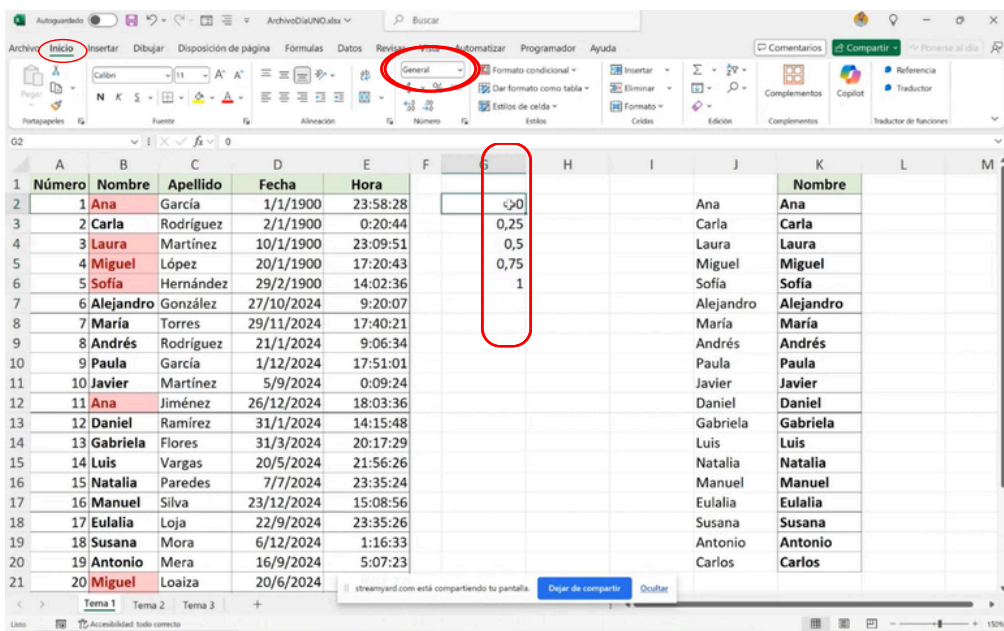 Autoguardado
ArchivoDíaUNO.xlsx
Buscar
Archivo Inicio Insertar Dibujar Disposición de página Fórmulas Datos Revisar Vista Automatizar Programador Ayuda
Comentarios Compartir Ponerse al día
Calibri 11 General Formato condicional Insertar Referencia
Pegar N K S % Dar formato como tabla Eliminar Complementos Copilot Traductor
Estilos de celda Formato
Portapapeles Fuente Alineación Número Estilos Celdas Edición Complementos Traductor de funciones
G2 fx 0
A B C D E F G H I J K L M
1 Número Nombre Apellido Fecha Hora Nombre
2 1 Ana García 1/1/1900 23:58:28 0 Ana Ana
3 2 Carla Rodríguez 2/1/1900 0:20:44 0,25 Carla Carla
4 3 Laura Martínez 10/1/1900 23:09:51 0,5 Laura Laura
5 4 Miguel López 20/1/1900 17:20:43 0,75 Miguel Miguel
6 5 Sofía Hernández 29/2/1900 14:02:36 1 Sofía Sofía
7 6 Alejandro González 27/10/2024 9:20:07 Alejandro Alejandro
8 7 María Torres 29/11/2024 17:40:21 María María
9 8 Andrés Rodríguez 21/1/2024 9:06:34 Andrés Andrés
10 9 Paula García 1/12/2024 17:51:01 Paula Paula
11 10 Javier Martínez 5/9/2024 0:09:24 Javier Javier
12 11 Ana Jiménez 26/12/2024 18:03:36 Daniel Daniel
13 12 Daniel Ramírez 31/1/2024 14:15:48 Gabriela Gabriela
14 13 Gabriela Flores 31/3/2024 20:17:29 Luis Luis
15 14 Luis Vargas 20/5/2024 21:56:26 Natalia Natalia
16 15 Natalia Paredes 7/7/2024 23:35:24 Manuel Manuel
17 16 Manuel Silva 23/12/2024 15:08:56 Eulalia Eulalia
18 17 Eulalia Loja 22/9/2024 23:35:26 Susana Susana
19 18 Susana Mora 6/12/2024 1:16:33 Antonio Antonio
20 19 Antonio Mera 16/9/2024 5:07:23 Carlos Carlos
21 20 Miguel Loaiza 20/6/2024
streamyard.com está compartiendo tu pantalla. Dejar de compartir Ocultar
Tema 1 Tema 2 Tema 3 +
Listo Accesibilidad: todo correcto 150%